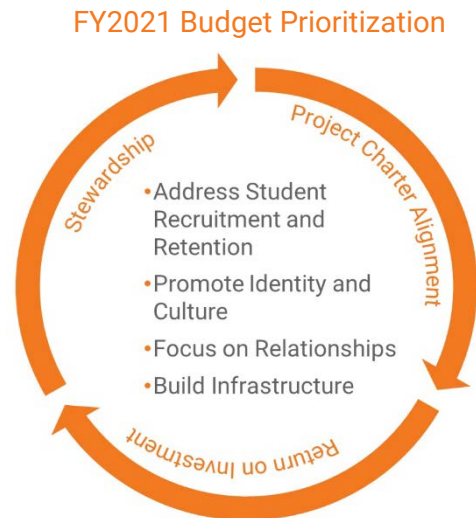 FY2021 Budget Prioritization
Stewardship
Project Charter Alignment
•Address Student
Recruitment and
Retention
•Promote Identity and
Culture
•Focus on Relationships
•Build Infrastructure
Return on Investment